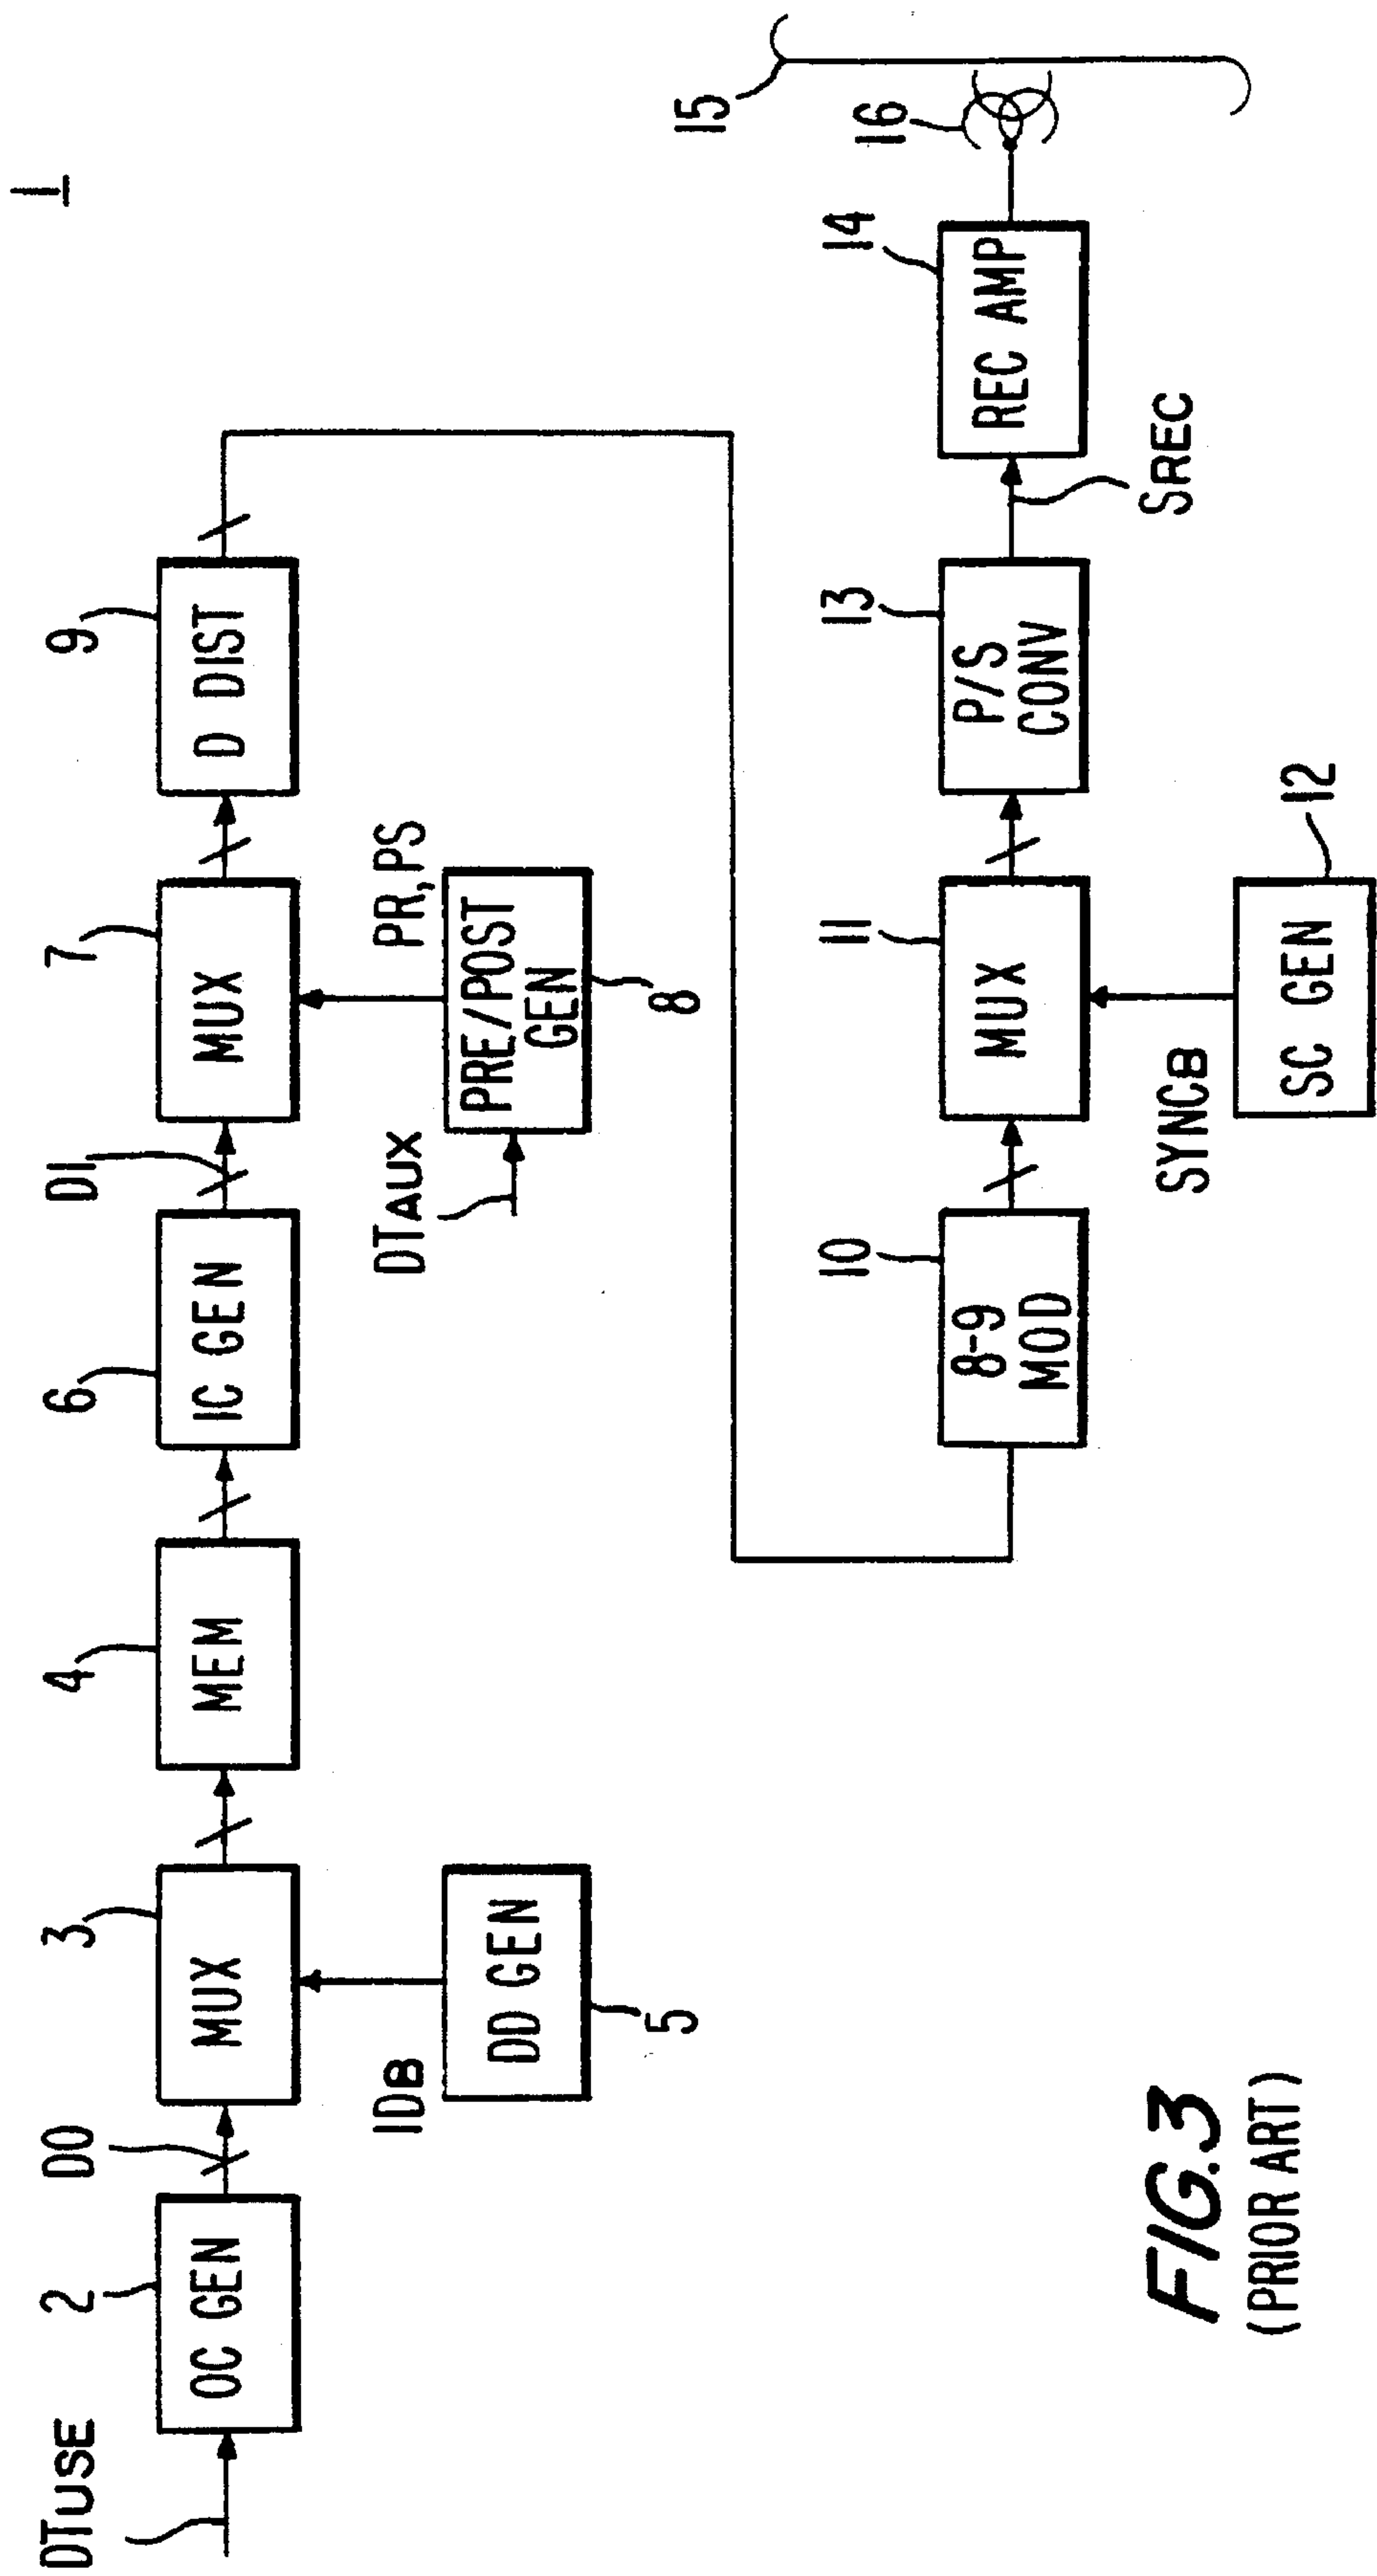 1
DTUSE
2
OC GEN
D0
3
MUX
IDB
DD GEN
5
4
MEM
6
IC GEN
D1
7
MUX
PR, PS
DTAUX
PRE/POST
GEN
8
9
D DIST
10
8-9
MOD
11
MUX
SYNCB
SC GEN
12
13
P/S
CONV
SREC
14
REC AMP
16
15
FIG.3
(PRIOR ART)